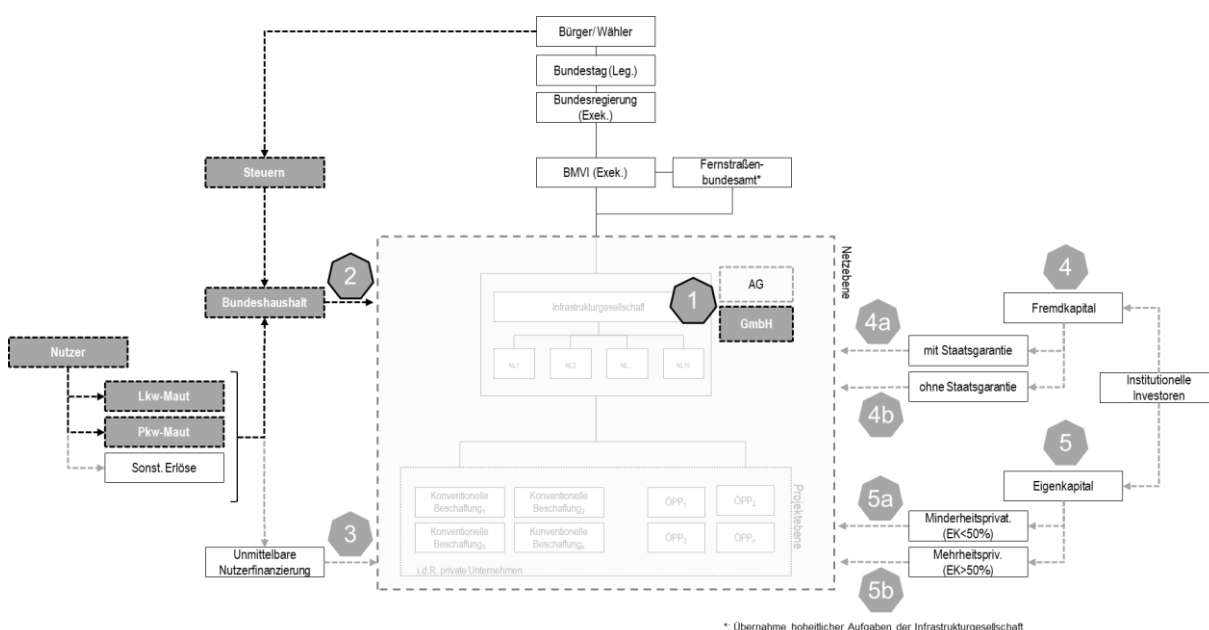 Bürger/Wähler
Bundestag (Leg.)
Bundesregierung
(Exek.)
BMVI (Exek.)
Fernstraßen-
bundesamt*
Steuern
Bundeshaushalt
2
Nutzer
Lkw-Maut
Pkw-Maut
Sonst. Erlöse
Unmittelbare
Nutzerfinanzierung
3
Netzebene
1
AG
GmbH
Infrastrukturgesellschaft
NL1
NL2
NL...
NL10
Projektebene
Konventionelle
Beschaffung1
Konventionelle
Beschaffung2
ÖPP1
ÖPP2
Konventionelle
Beschaffung3
Konventionelle
Beschaffungn
ÖPP3
ÖPPn
i.d.R. private Unternehmen
4
Fremdkapital
4a
mit Staatsgarantie
ohne Staatsgarantie
4b
Institutionelle
Investoren
5
Eigenkapital
5a
Minderheitsprivat.
(EK<50%)
Mehrheitspriv.
(EK>50%)
5b
*: Übernahme hoheitlicher Aufgaben der Infrastrukturgesellschaft